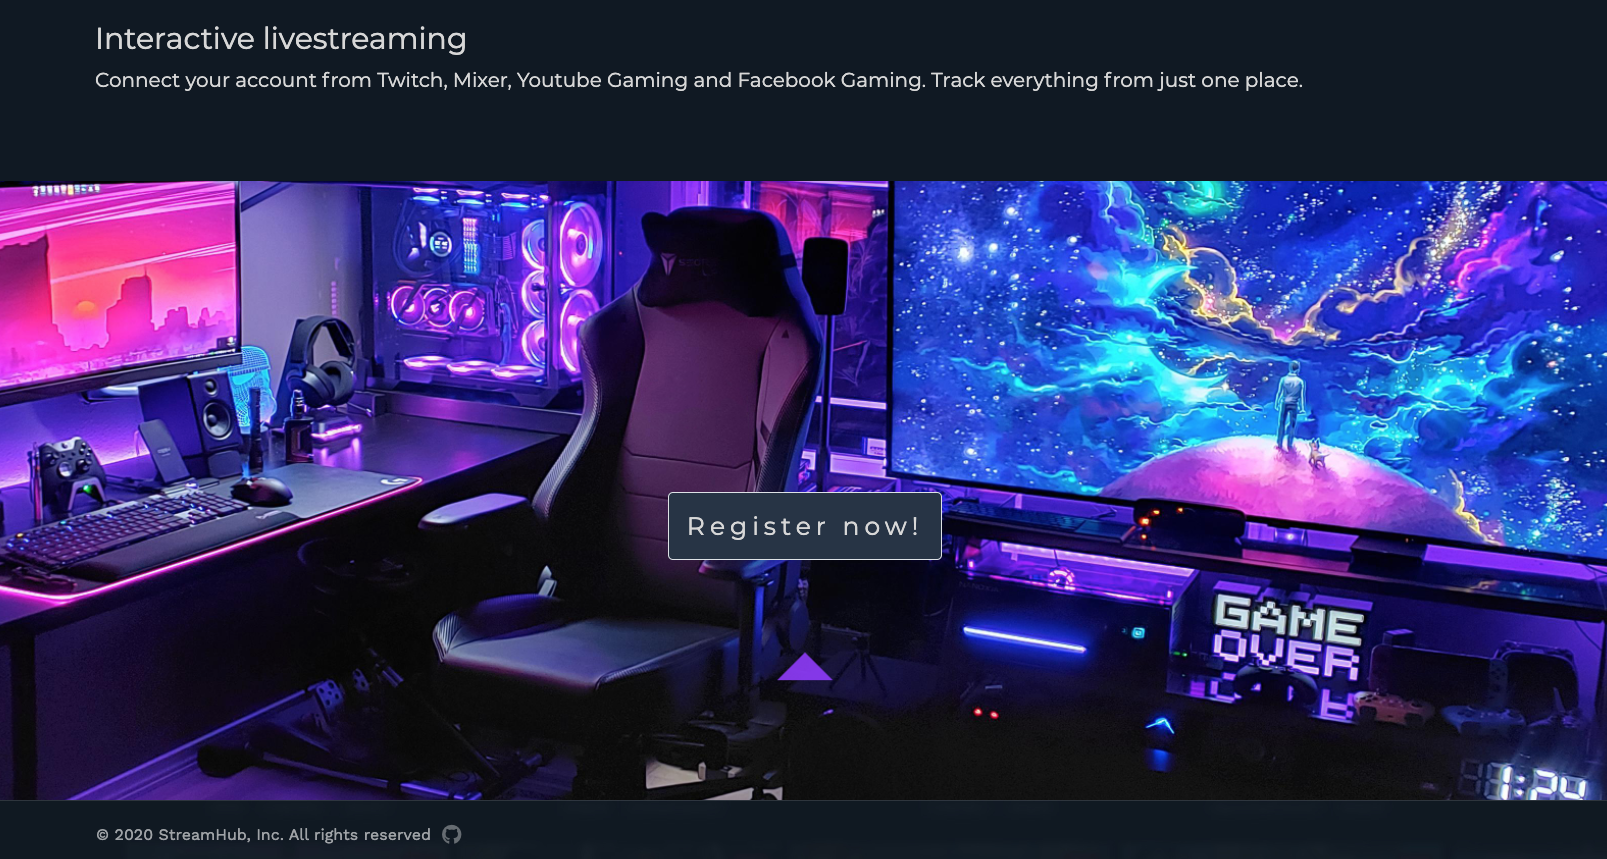 Interactive livestreaming
Connect your account from Twitch, Mixer, Youtube Gaming and Facebook Gaming. Track everything from just one place.
Register now!
GAME
OVER
1:24
© 2020 StreamHub, Inc. All rights reserved